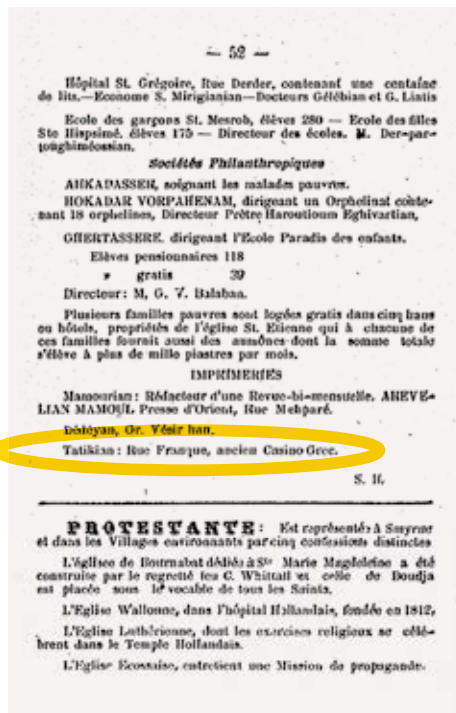 — 52 —
Hôpital St. Grégoire, Rue Derder, contenant une centaine
de lits.—Econome S. Mirigianian—Docteurs Gélébian et G. Liatis
Ecole des garçons St. Mesrob, élèves 280 — Ecole des filles
Ste Hispsimé, élèves 175 — Directeur des écoles. M. Der-par-
toughiméossian.
Sociétés Philanthropiques
AHKADASSER, soignant les malades pauvres.
HOKADAR VORPAHENAM, dirigeant un Orphelinat conte-
nant 18 orphelines, Directeur Prêtre Haroutioum Eghivartian,
GHERTASSERE, dirigeant l'Ecole Paradis des enfants.
Elèves pensionnaires 118
» gratis 39
Directeur: M, G. V. Balaban.
Plusieurs familles pauvres sont logées gratis dans cinq hans
ou hôtels, propriétés de l'église St. Etienne qui à chacune de
ces familles fournit aussi des aumônes dont la somme totale
s'élève à plus de mille piastres par mois.
IMPRIMERIES
Mamourian: Rédacteur d'une Revue-bi-mensuelle. AREVE-
LIAN MAMOUL Presse d'Orient, Rue Mehparé.
Dédéyan, Gr. Vésir han.
Tatikian: Rue Franque, ancien Casino Grec.
S. H.
PROTESTANTE: Est représentés à Smyrne
et dans les Villages environnants par cinq confessions distinctes
L'églisee de Bournabat dédiés à Ste Marie Magdeleine a été
construite par le regretté feu C. Whittall et celle de Boudja
est placée sous le vocable de tous les Saints.
L'Eglise Wallonne, dans l'hôpital Hollandais, fondée en 1812,
L'Eglise Luthérienne, dont les exercises religieux se célè-
brent dans le Temple Hollandais.
L'Eglise Ecossaise, entretient une Mission de propagande.